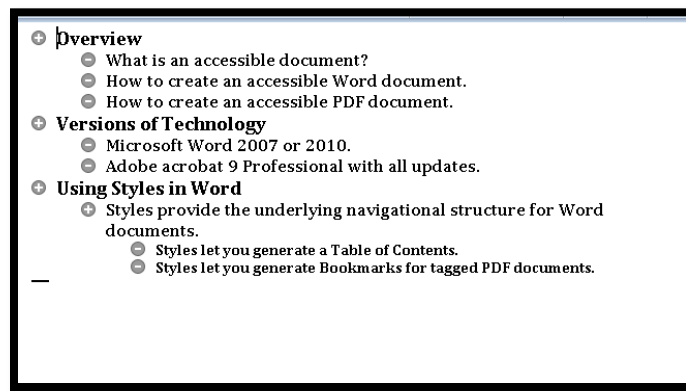 Overview
What is an accessible document?
How to create an accessible Word document.
How to create an accessible PDF document.
Versions of Technology
Microsoft Word 2007 or 2010.
Adobe acrobat 9 Professional with all updates.
Using Styles in Word
Styles provide the underlying navigational structure for Word
documents.
Styles let you generate a Table of Contents.
Styles let you generate Bookmarks for tagged PDF documents.